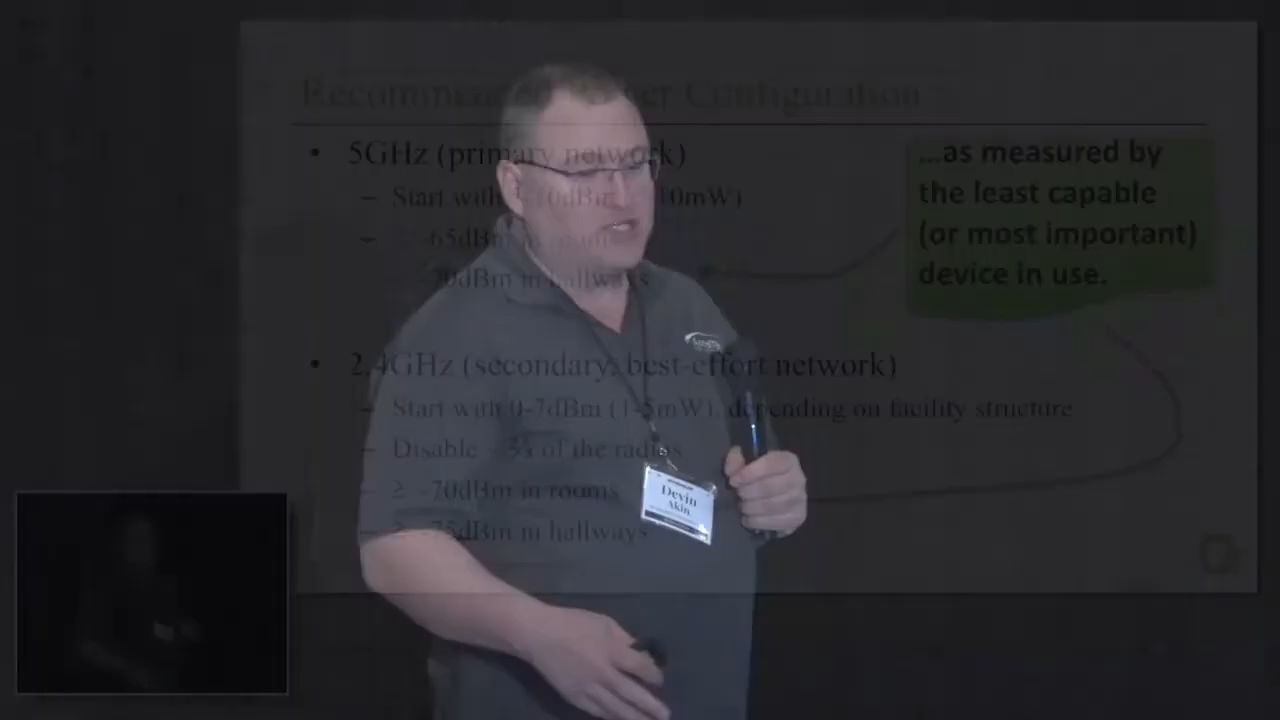 Recommended Power Configuration
• 5GHz (primary network)
– Start with 10dBm 10mW)
– -65dBm in rooms
-70dBm in hallways
...as measured by
the least capable
(or most important)
device in use.
• 2.4GHz (secondary, best-effort network)
– Start with 0-7dBm (1-5mW), depending on facility structure
– Disable of the radios
– ≥ -70dBm in rooms
– ≥ -75dBm in hallways
Devin
Akin